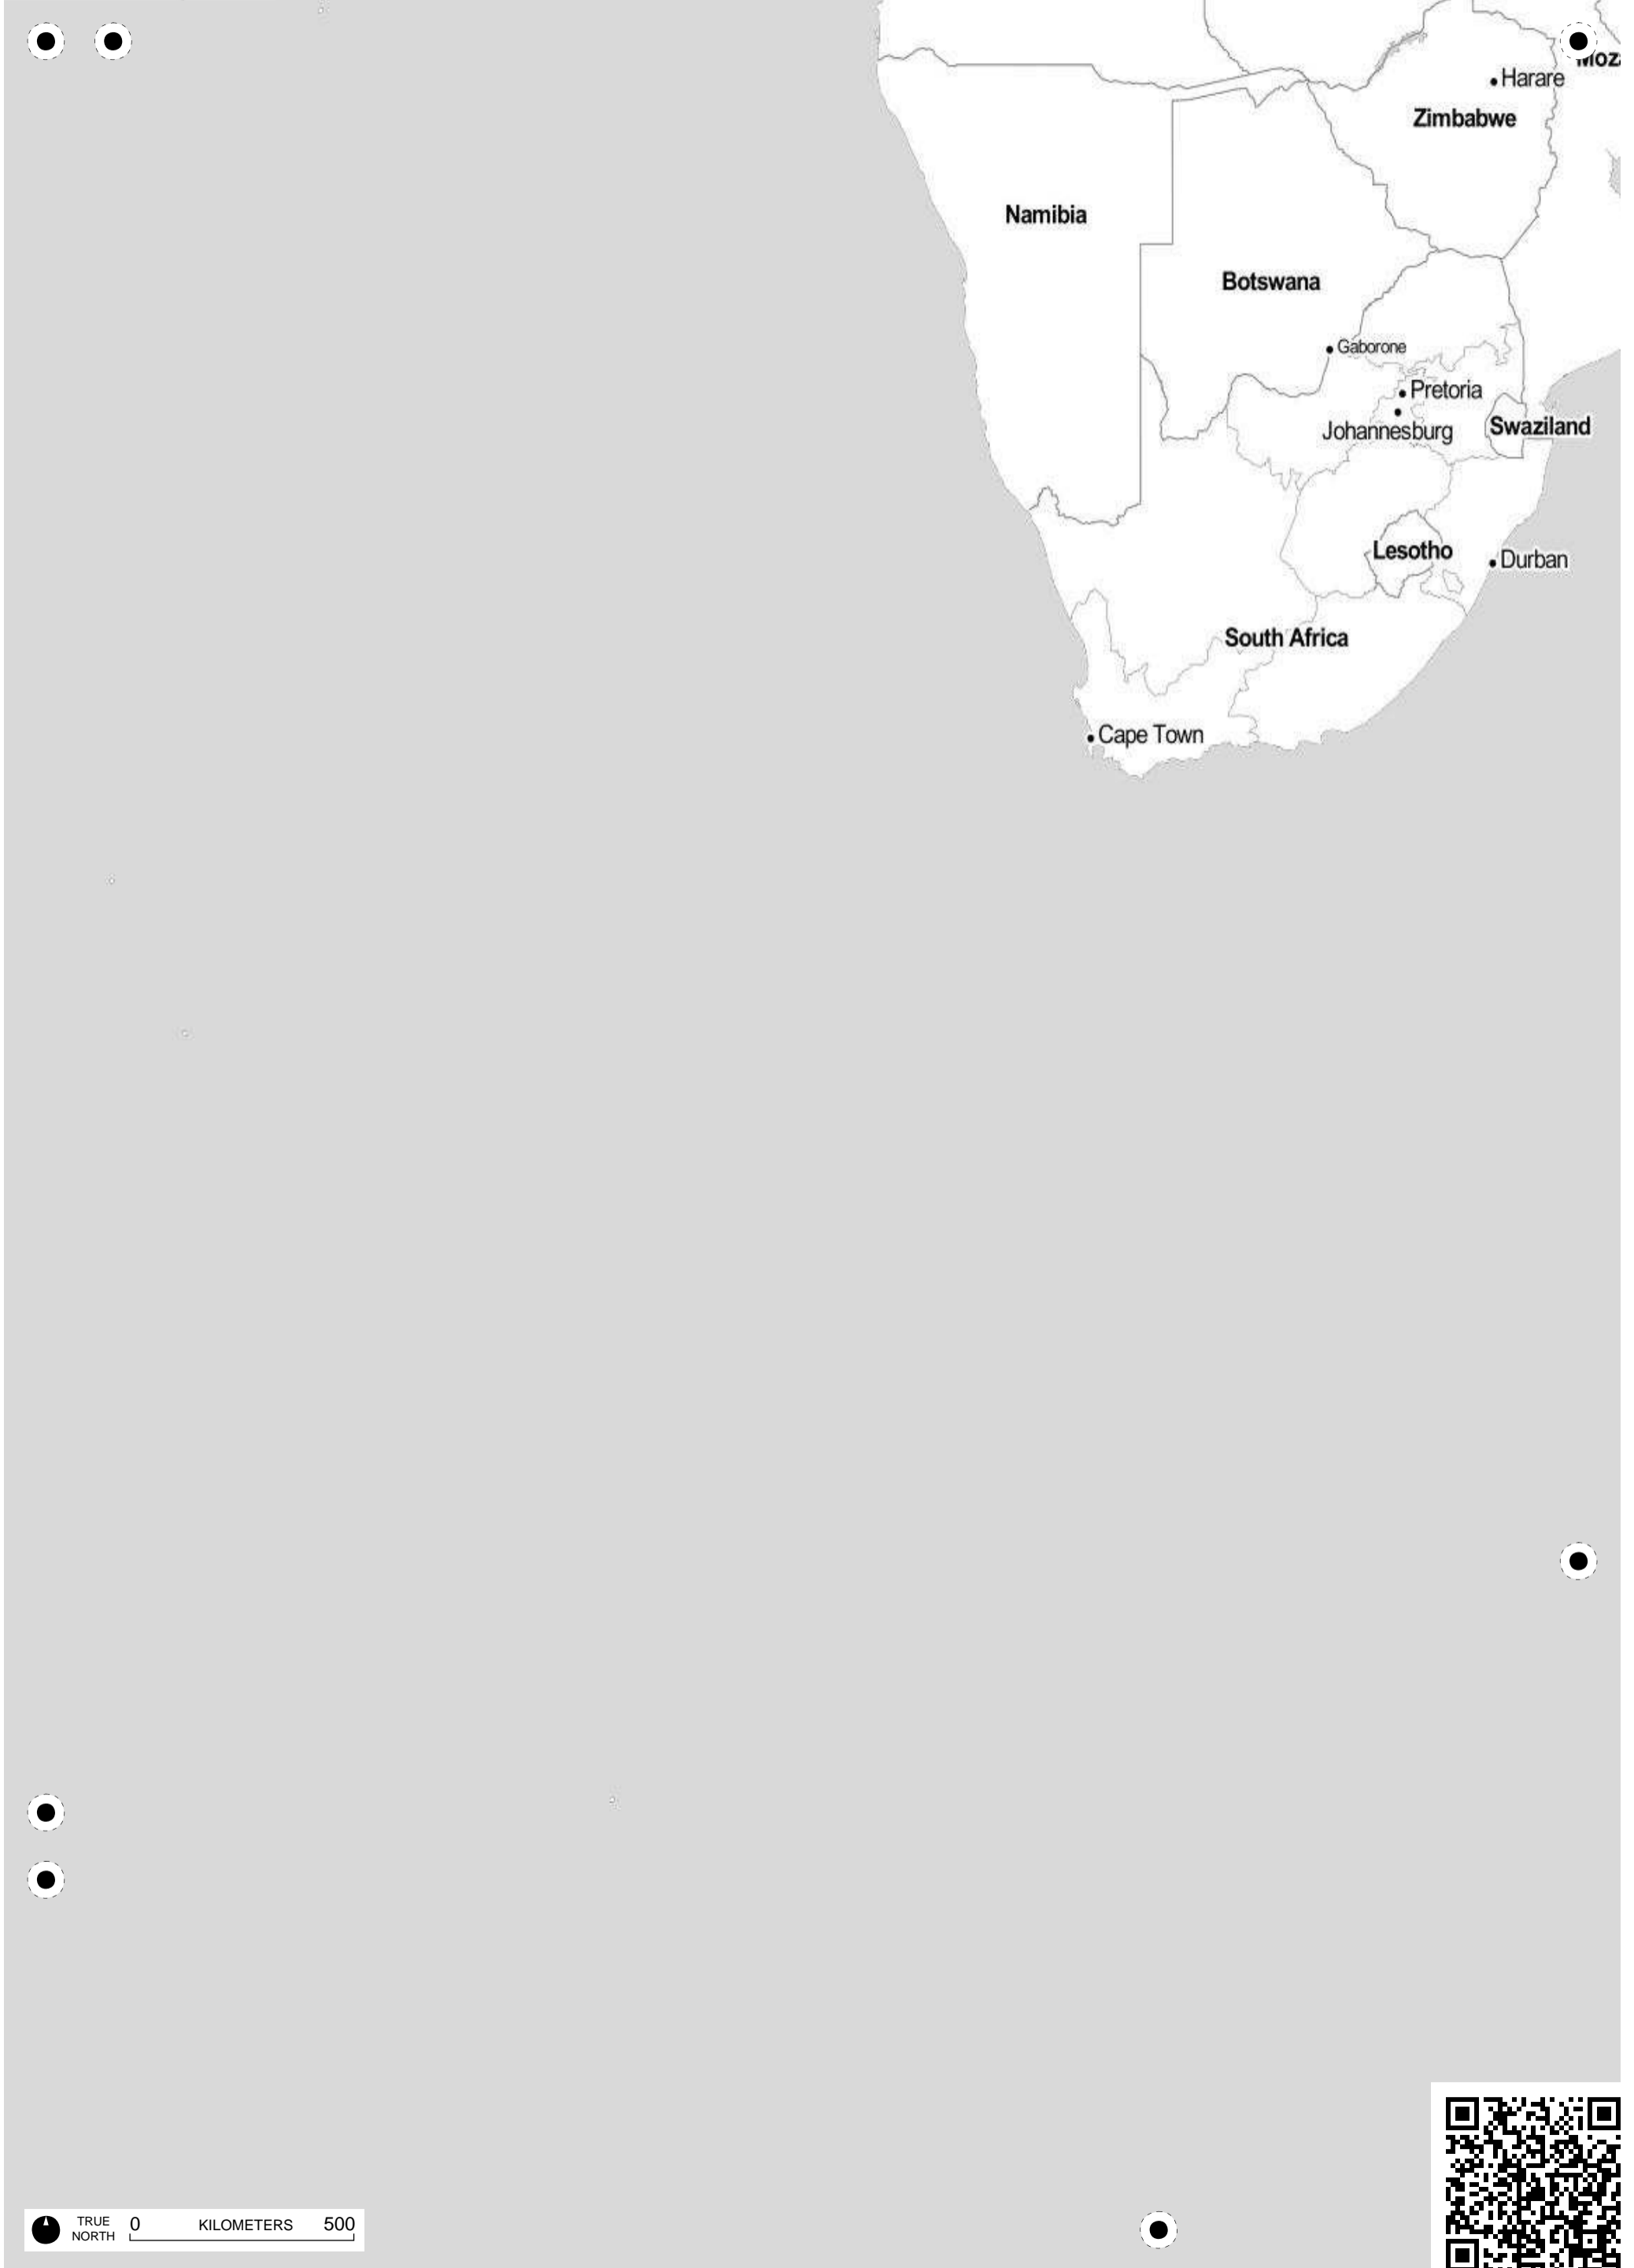 Moz
Harare
Zimbabwe
Namibia
Botswana
Gaborone
Pretoria
Johannesburg
Swaziland
Lesotho
Durban
South Africa
Cape Town
TRUE
NORTH
0 KILOMETERS 500